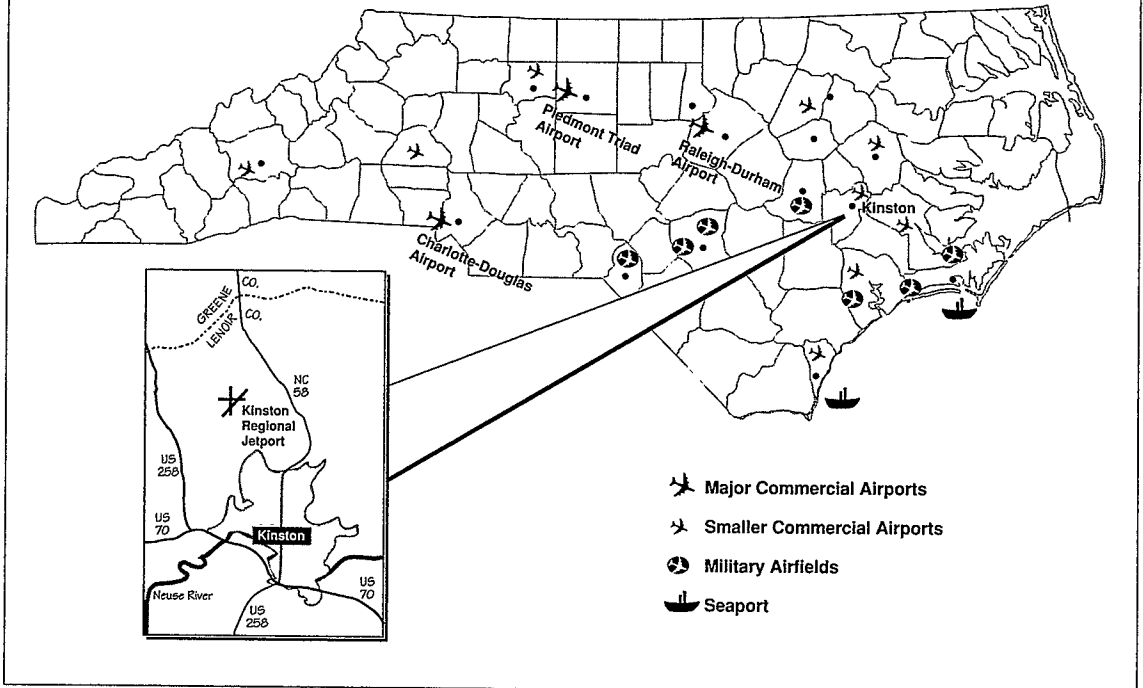 Piedmont Triad
Airport
Raleigh-Durham
Airport
Kinston
Charlotte-Douglas
Airport
GREENE CO.
LENOIR CO.
NC
58
Kinston
Regional
Jetport
US
258
US
70
Kinston
Neuse River
US
70
US
258
Major Commercial Airports
Smaller Commercial Airports
Military Airfields
Seaport